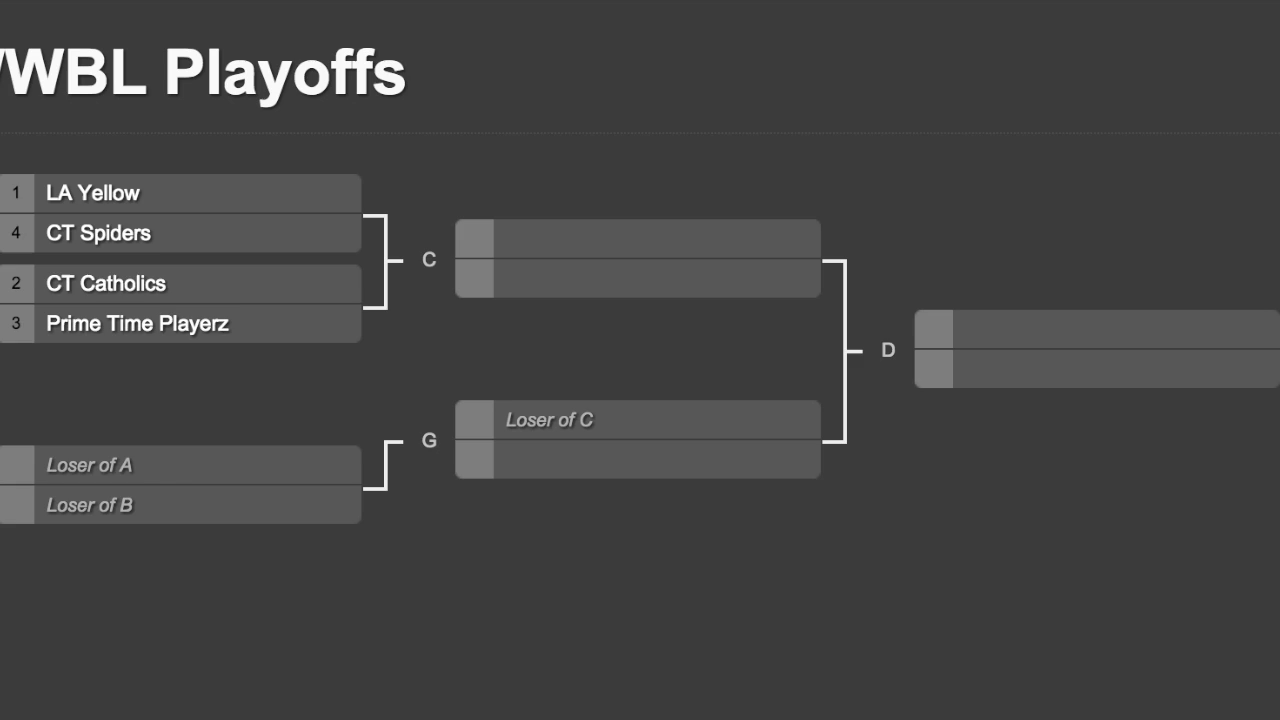 WBL Playoffs
1 LA Yellow
4 CT Spiders
2 CT Catholics
3 Prime Time Playerz
C
D
Loser of C
G
Loser of A
Loser of B